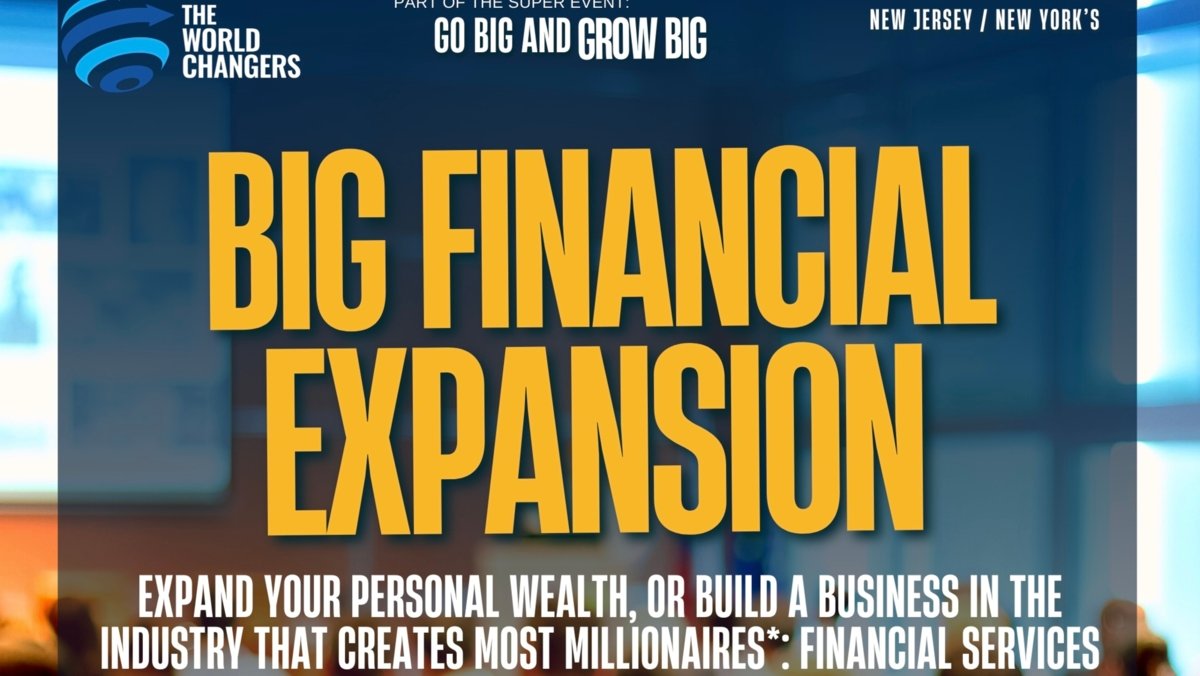 THE
WORLD
CHANGERS
PART OF THE SUPER EVENT:
GO BIG AND GROW BIG
NEW JERSEY / NEW YORK'S
BIG FINANCIAL
EXPANSION
EXPAND YOUR PERSONAL WEALTH, OR BUILD A BUSINESS IN THE
INDUSTRY THAT CREATES MOST MILLIONAIRES*: FINANCIAL SERVICES